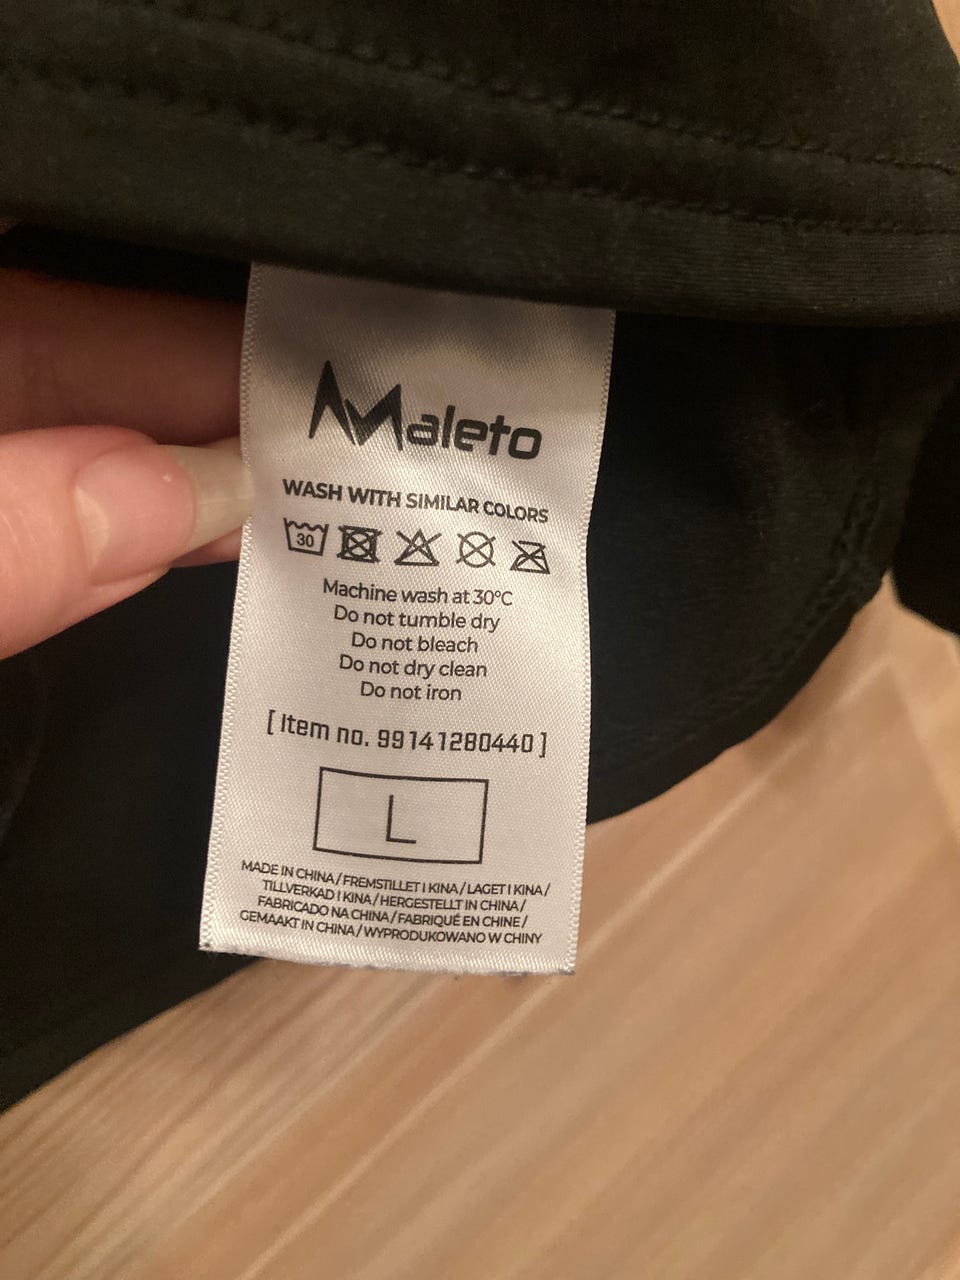 Maleto
WASH WITH SIMILAR COLORS
30
Machine wash at 30°C
Do not tumble dry
Do not bleach
Do not dry clean
Do not iron
[ Item no. 99141280440 ]
L
MADE IN CHINA / FREMSTILLET I KINA / LAGET I KINA /
TILLVERKAD I KINA / HERGESTELLT IN CHINA /
FABRICADO NA CHINA / FABRIQUÉ EN CHINE /
GEMAAKT IN CHINA / WYPRODUKOWANO W CHINY